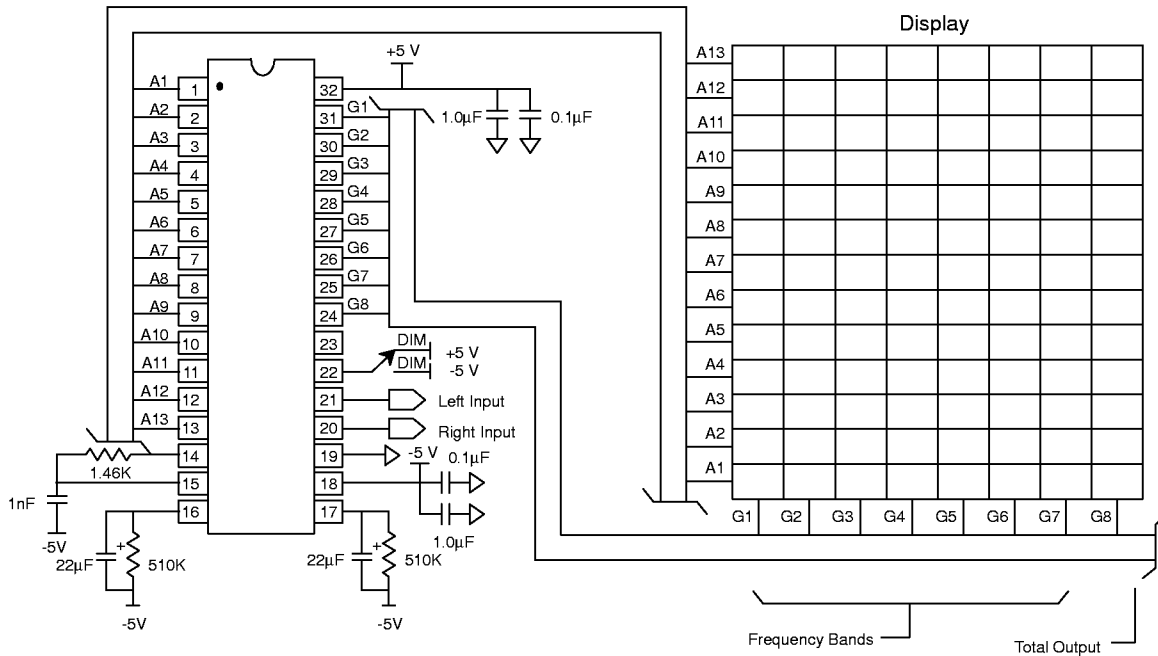 Display
+5 V
A1 1
A2 2
A3 3
A4 4
A5 5
A6 6
A7 7
A8 8
A9 9
A10 10
A11 11
A12 12
A13 13
14
15
16
32
31 G1
30 G2
29 G3
28 G4
27 G5
26 G6
25 G7
24 G8
23
22
21
20
19
18
17
1.0µF
0.1µF
DIM
+5 V
DIM
-5 V
Left Input
Right Input
-5 V
0.1µF
1.0µF
1.46K
1nF
-5V
22µF
+
510K
-5V
22µF
+
510K
-5V
A13
A12
A11
A10
A9
A8
A7
A6
A5
A4
A3
A2
A1
G1 G2 G3 G4 G5 G6 G7 G8
Frequency Bands
Total Output